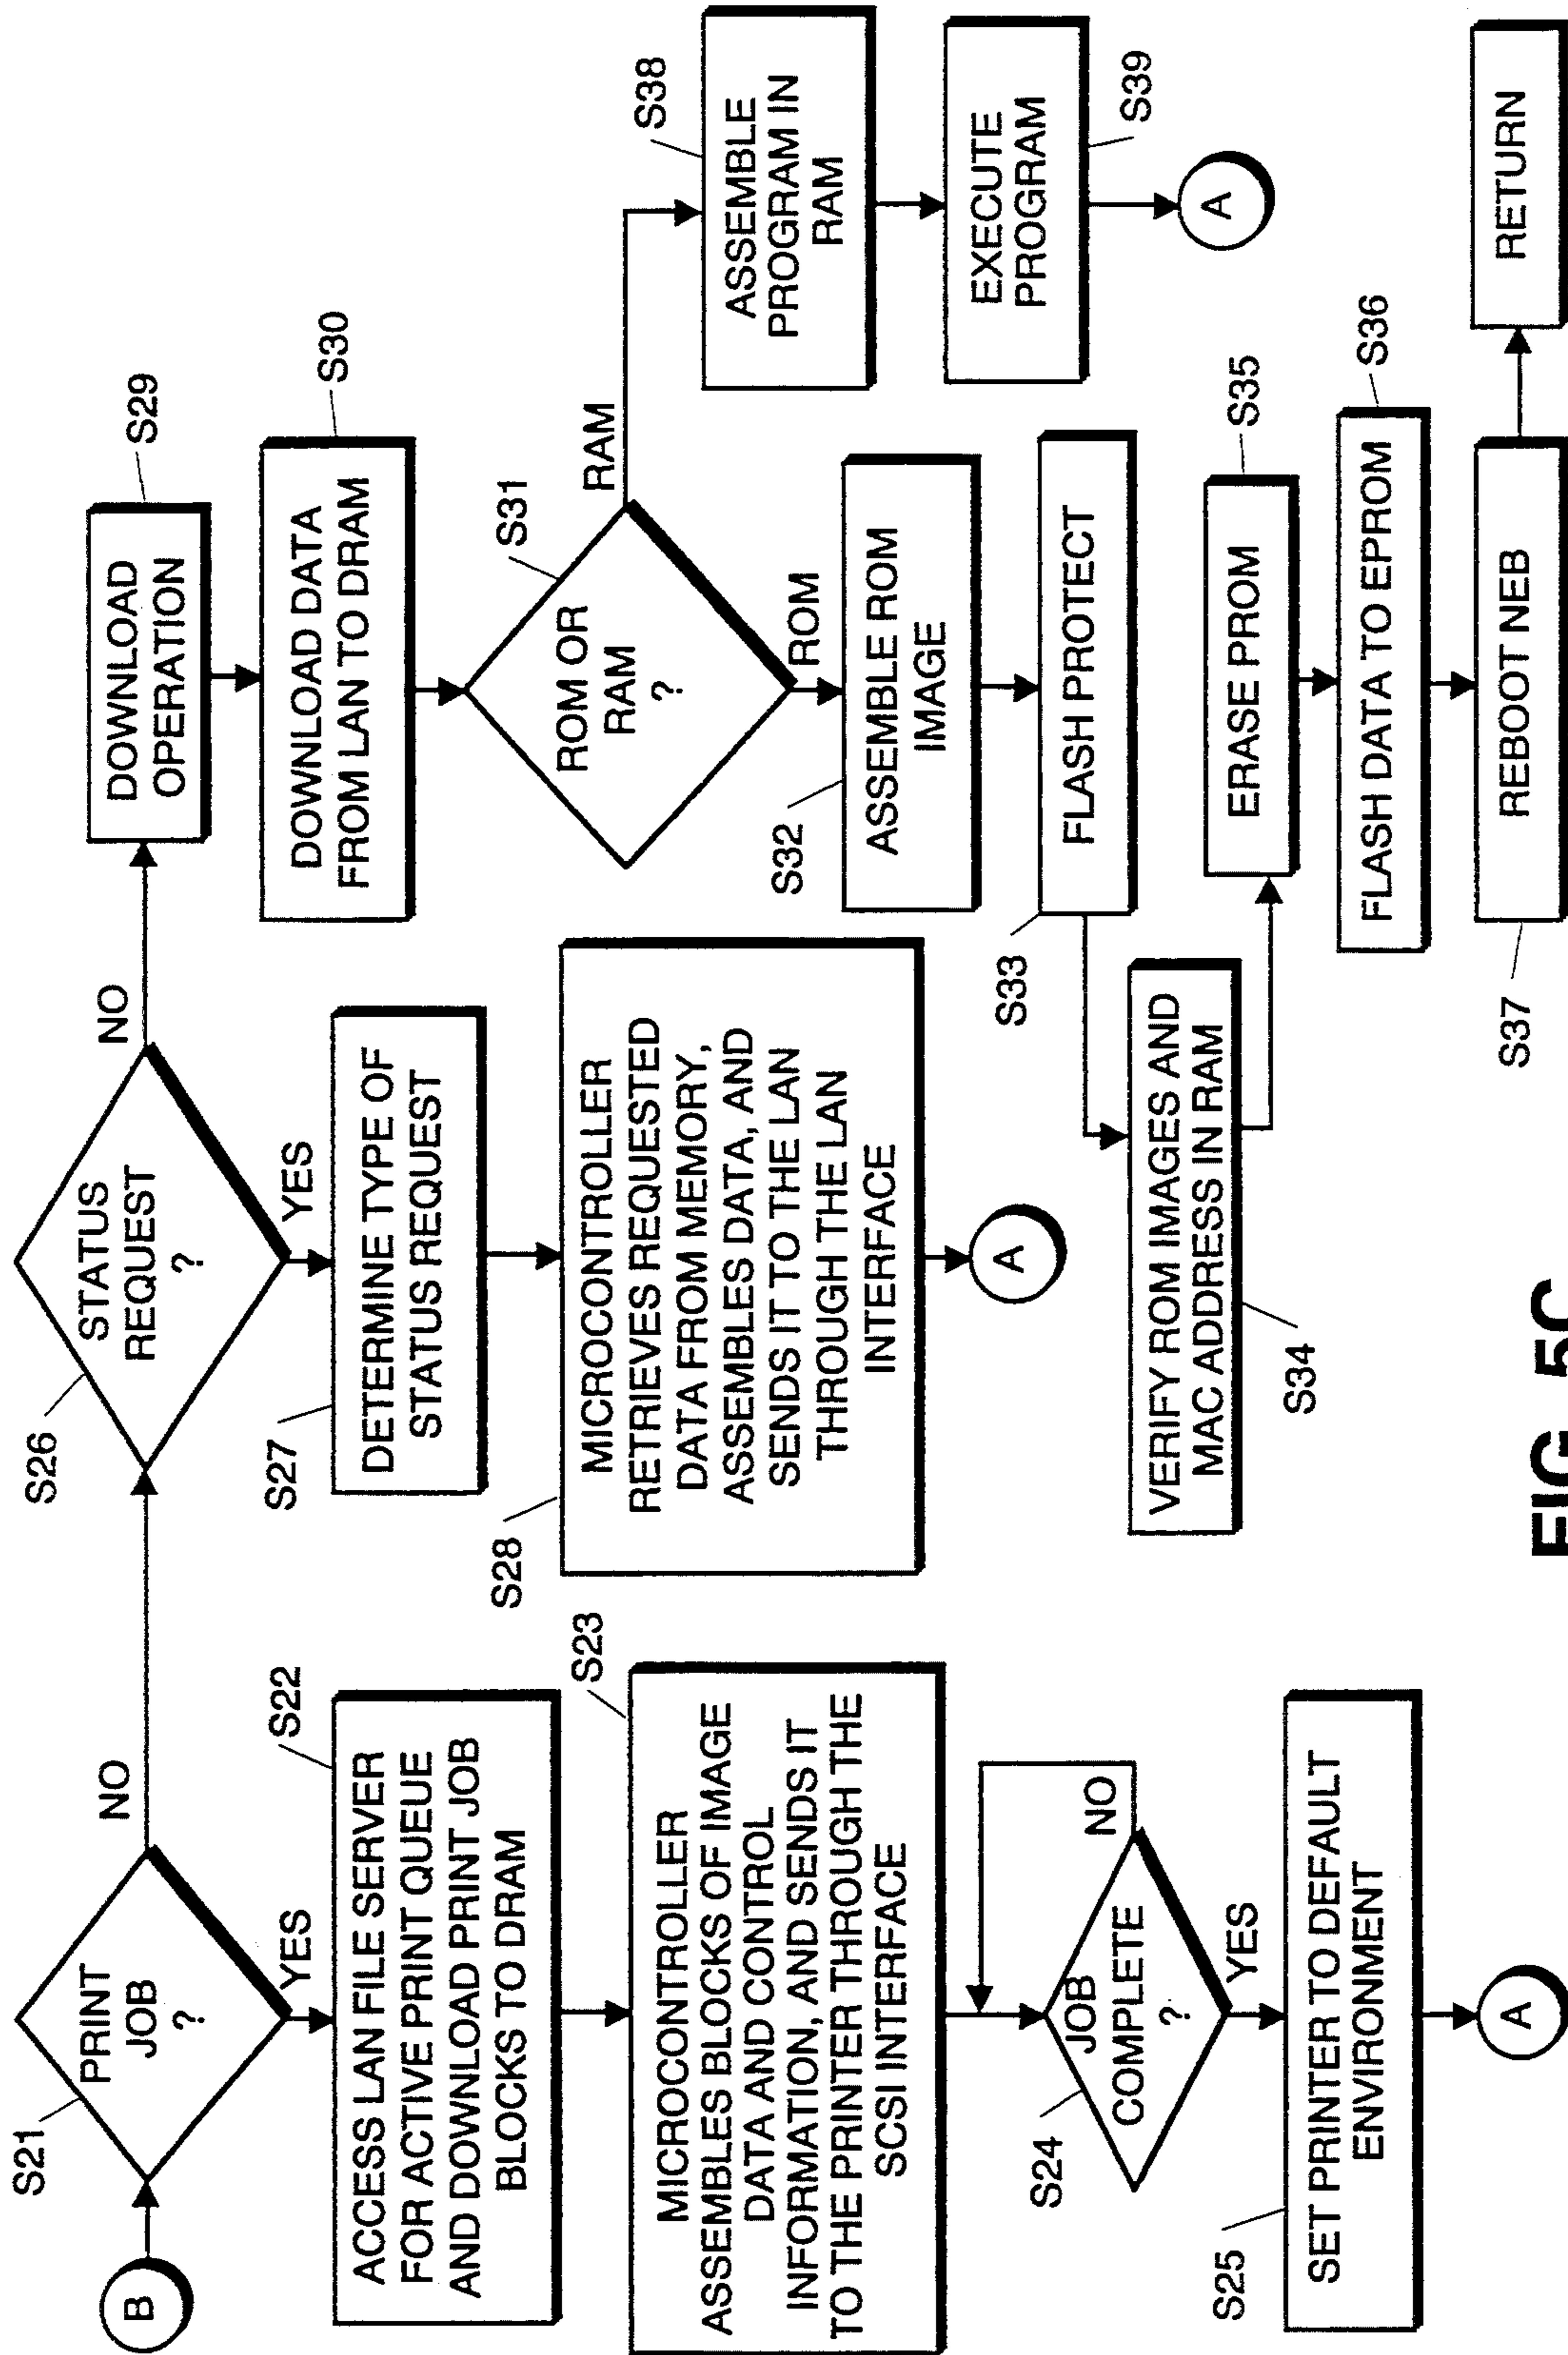 B
S21
PRINT
JOB
?
NO
YES
S22
ACCESS LAN FILE SERVER
FOR ACTIVE PRINT QUEUE
AND DOWNLOAD PRINT JOB
BLOCKS TO DRAM
S23
MICROCONTROLLER
ASSEMBLES BLOCKS OF IMAGE
DATA AND CONTROL
INFORMATION, AND SENDS IT
TO THE PRINTER THROUGH THE
SCSI INTERFACE
S24
JOB
COMPLETE
?
NO
YES
S25
SET PRINTER TO DEFAULT
ENVIRONMENT
A
S26
STATUS
REQUEST
?
NO
YES
S27
DETERMINE TYPE OF
STATUS REQUEST
S28
MICROCONTROLLER
RETRIEVES REQUESTED
DATA FROM MEMORY,
ASSEMBLES DATA, AND
SENDS IT TO THE LAN
THROUGH THE LAN
INTERFACE
A
S29
DOWNLOAD
OPERATION
S30
DOWNLOAD DATA
FROM LAN TO DRAM
S31
ROM OR
RAM
?
RAM
ROM
S32
ASSEMBLE ROM
IMAGE
S33
FLASH PROTECT
VERIFY ROM IMAGES AND
MAC ADDRESS IN RAM
S34
ERASE PROM
S35
FLASH DATA TO EPROM
S36
REBOOT NEB
S37
RETURN
S38
ASSEMBLE
PROGRAM IN
RAM
EXECUTE
PROGRAM
S39
A
FIG. 5C